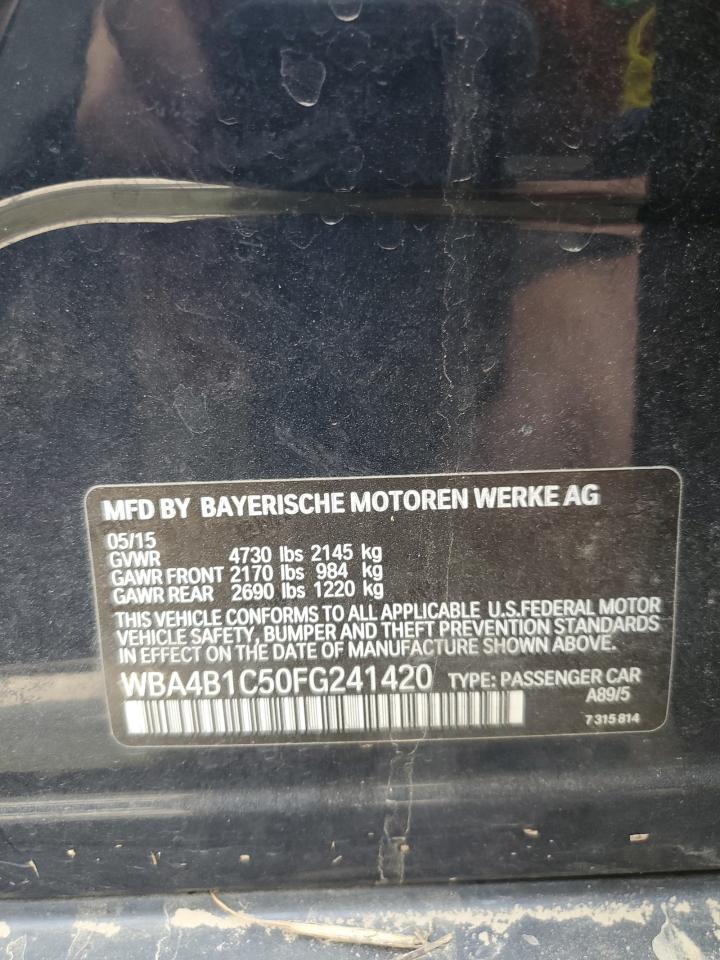 MFD BY BAYERISCHE MOTOREN WERKE AG
05/15
GVWR 4730 lbs 2145 kg
GAWR FRONT 2170 lbs 984 kg
GAWR REAR 2690 lbs 1220 kg
THIS VEHICLE CONFORMS TO ALL APPLICABLE U.S.FEDERAL MOTOR
VEHICLE SAFETY, BUMPER AND THEFT PREVENTION STANDARDS
IN EFFECT ON THE DATE OF MANUFACTURE SHOWN ABOVE.
WBA4B1C50FG241420 TYPE: PASSENGER CAR
A89/5
7 315 814